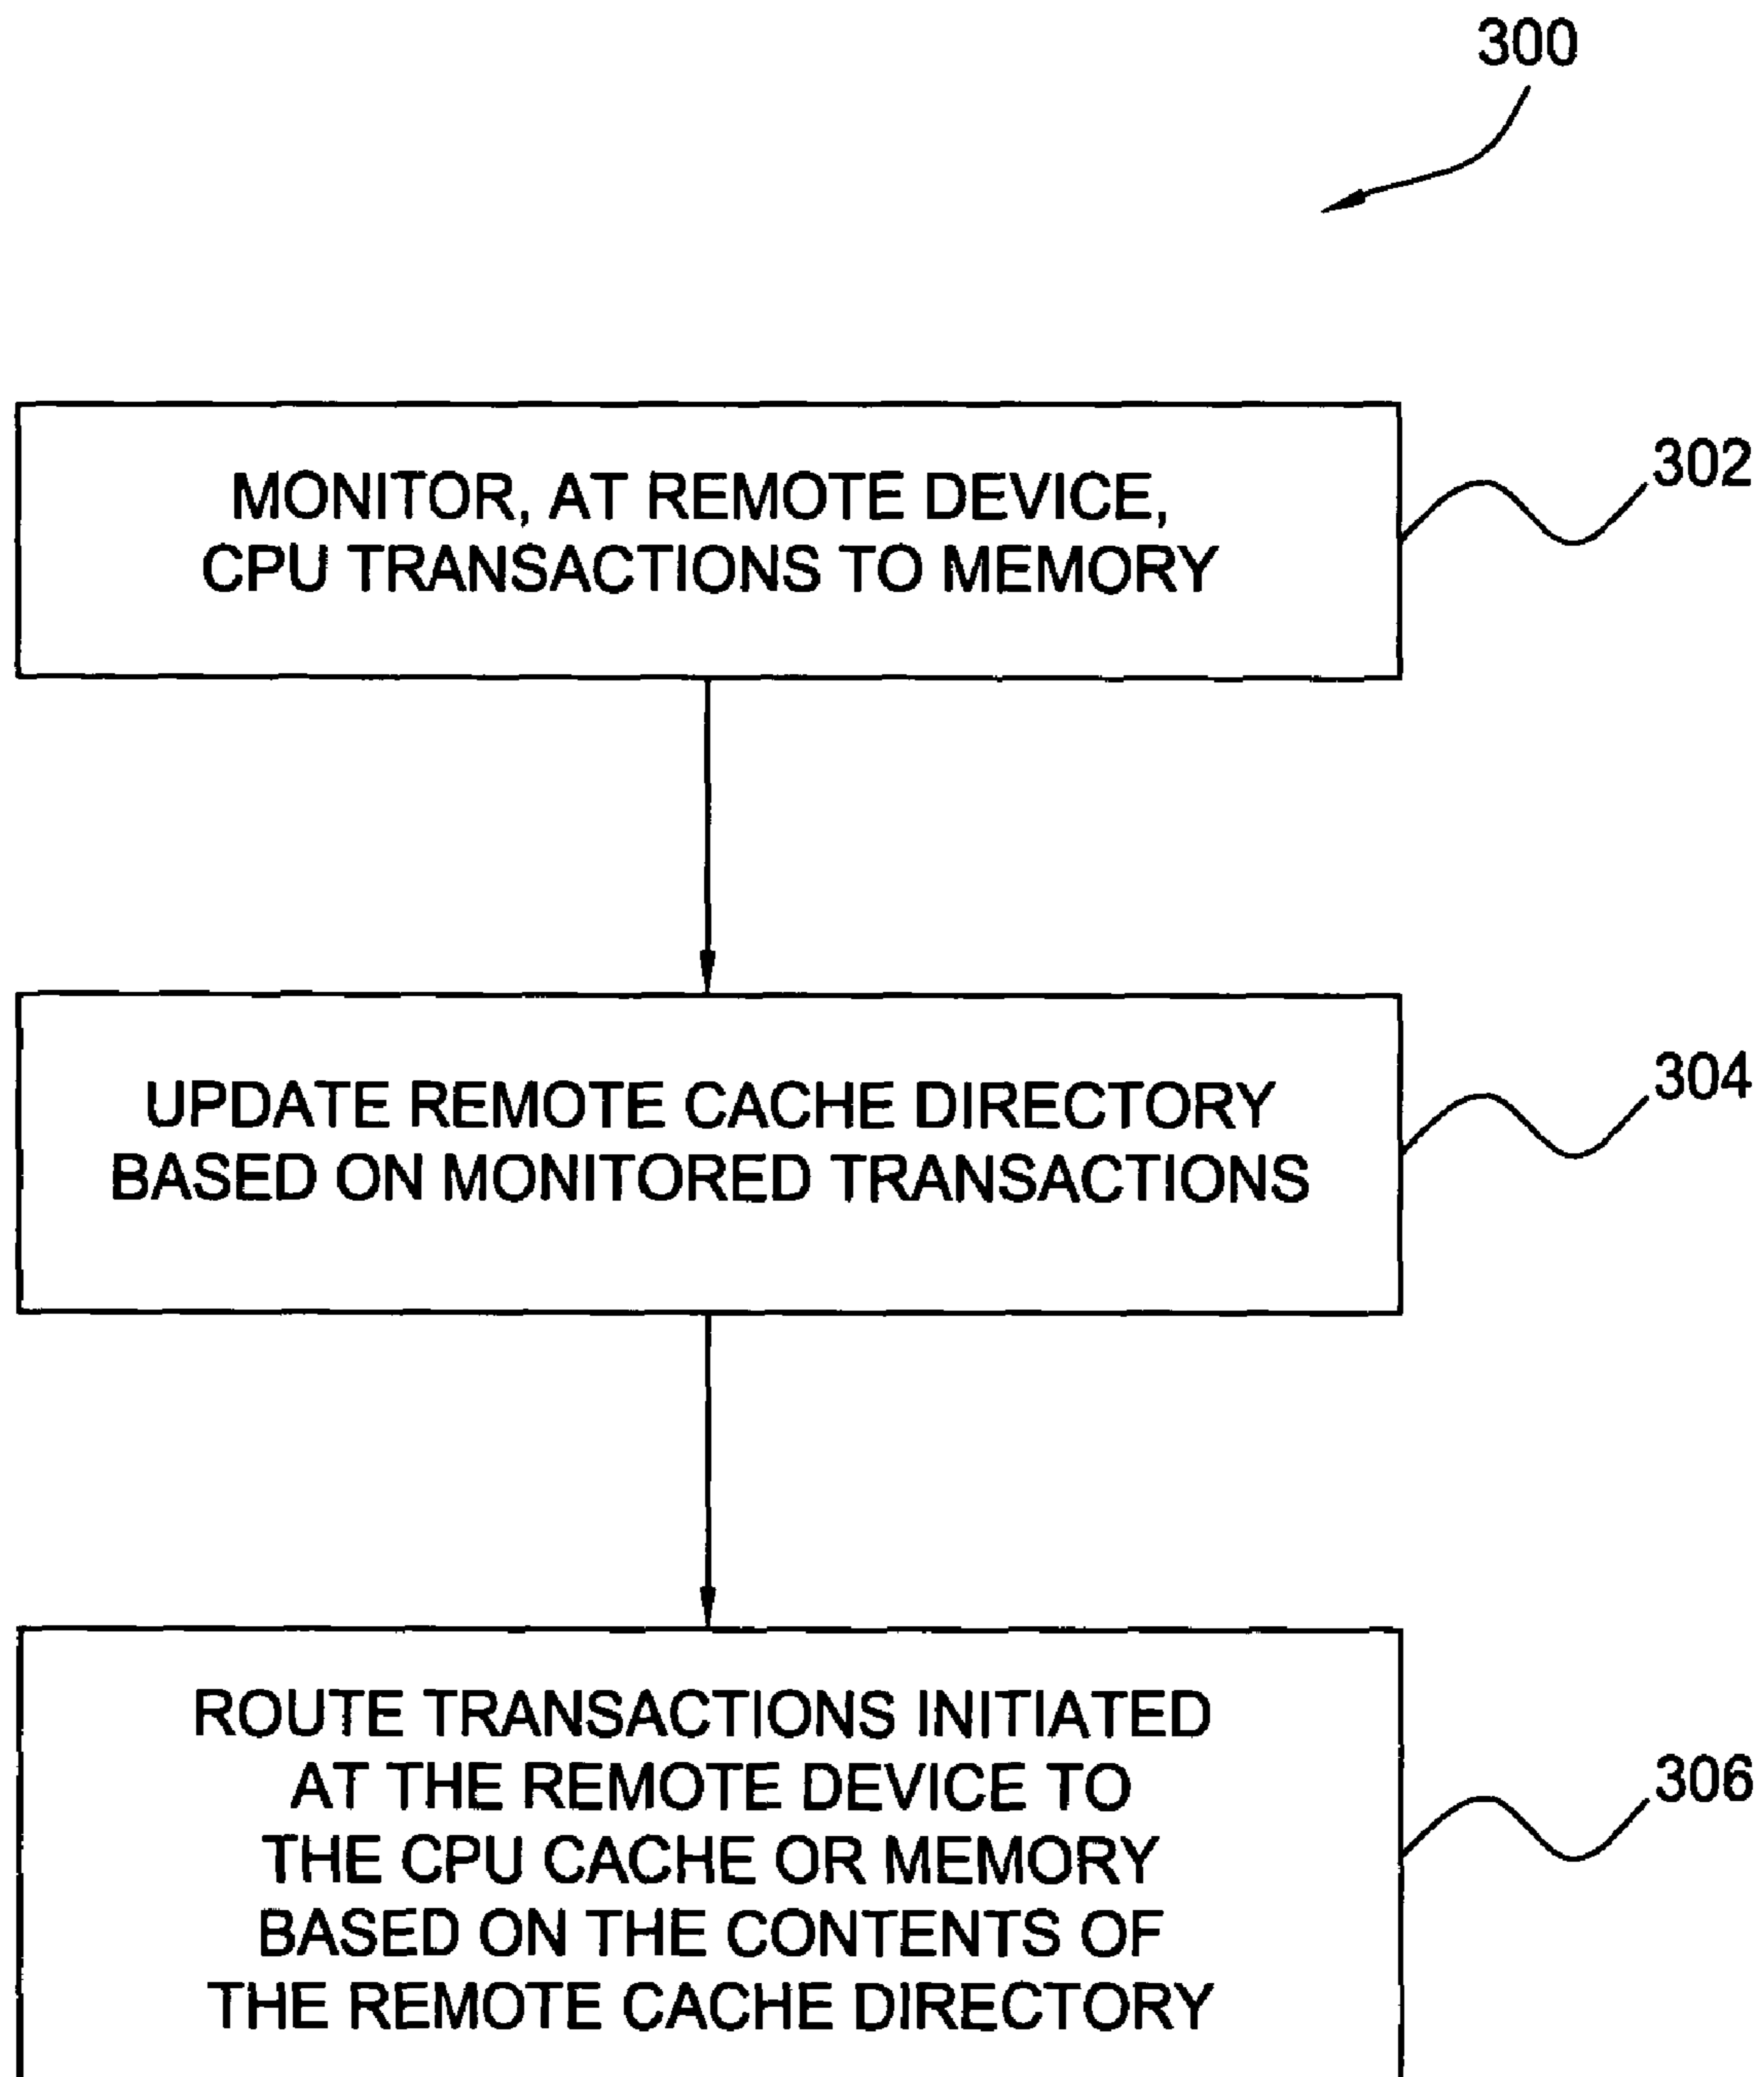 300
MONITOR, AT REMOTE DEVICE,
CPU TRANSACTIONS TO MEMORY
302
UPDATE REMOTE CACHE DIRECTORY
BASED ON MONITORED TRANSACTIONS
304
ROUTE TRANSACTIONS INITIATED
AT THE REMOTE DEVICE TO
THE CPU CACHE OR MEMORY
BASED ON THE CONTENTS OF
THE REMOTE CACHE DIRECTORY
306